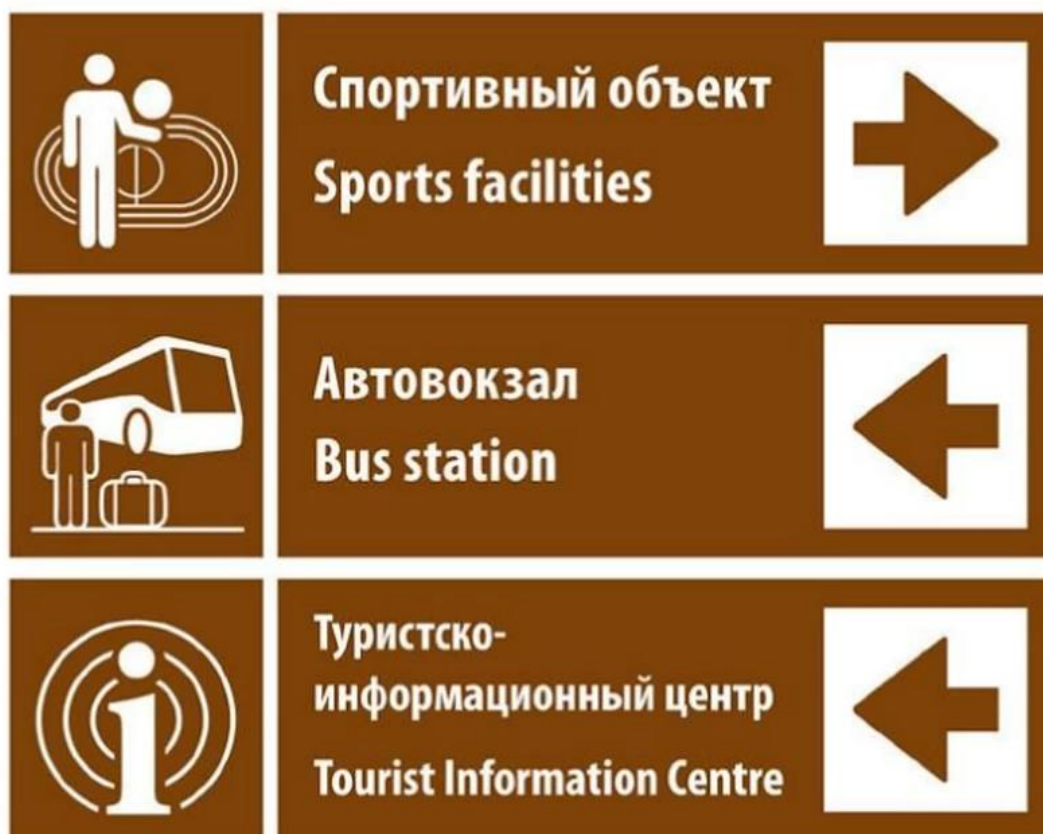 Спортивный объект
Sports facilities
Автовокзал
Bus station
Туристско-
информационный центр
Tourist Information Centre